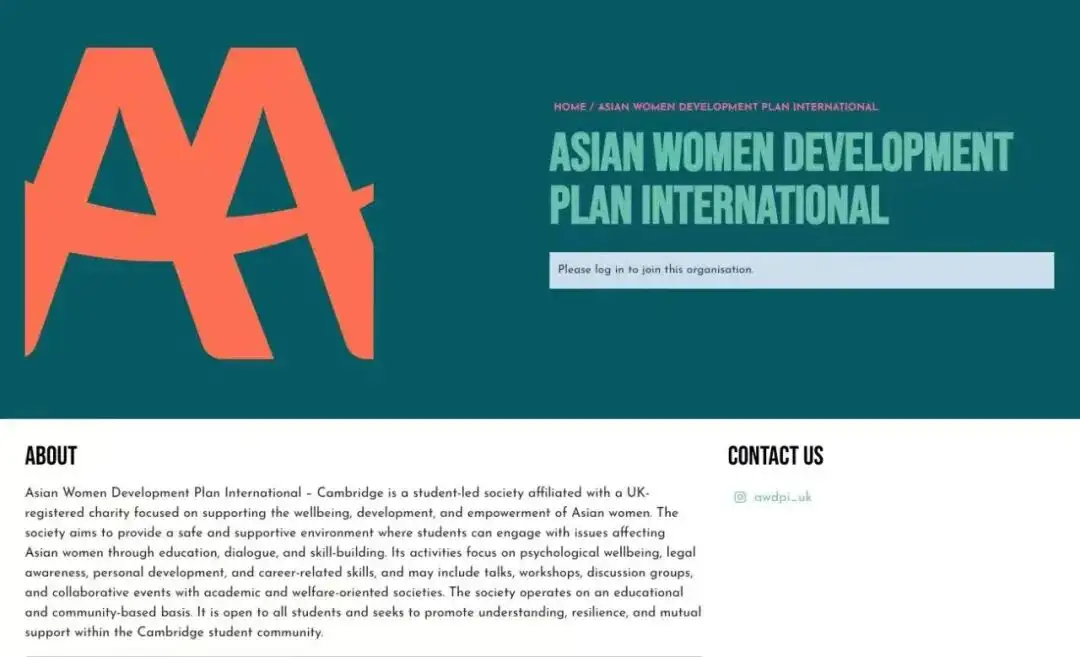 HOME / ASIAN WOMEN DEVELOPMENT PLAN INTERNATIONAL
ASIAN WOMEN DEVELOPMENT
PLAN INTERNATIONAL
Please log in to join this organisation.
ABOUT
Asian Women Development Plan International – Cambridge is a student-led society affiliated with a UK-
registered charity focused on supporting the wellbeing, development, and empowerment of Asian women. The
society aims to provide a safe and supportive environment where students can engage with issues affecting
Asian women through education, dialogue, and skill-building. Its activities focus on psychological wellbeing, legal
awareness, personal development, and career-related skills, and may include talks, workshops, discussion groups,
and collaborative events with academic and welfare-oriented societies. The society operates on an educational
and community-based basis. It is open to all students and seeks to promote understanding, resilience, and mutual
support within the Cambridge student community.
CONTACT US
awdpi_uk